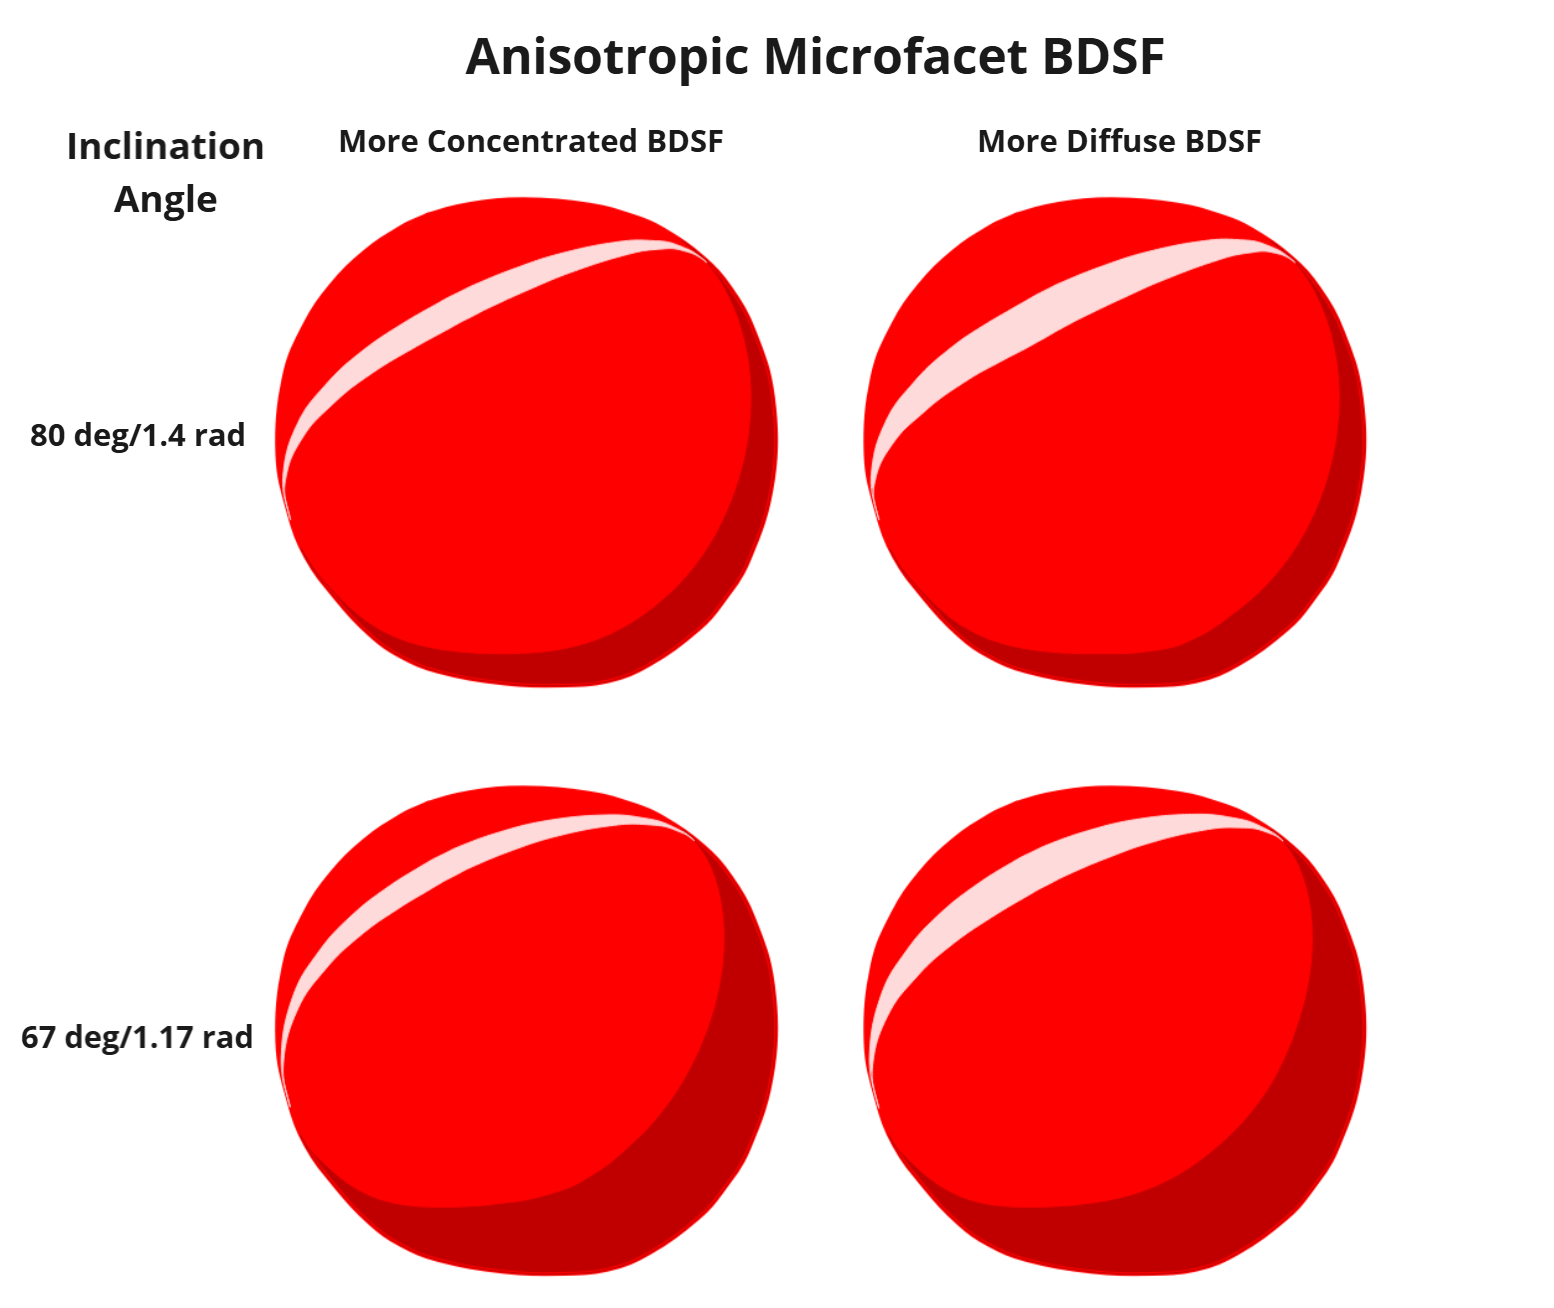 Anisotropic Microfacet BDSF
Inclination
Angle
More Concentrated BDSF
More Diffuse BDSF
80 deg/1.4 rad
67 deg/1.17 rad